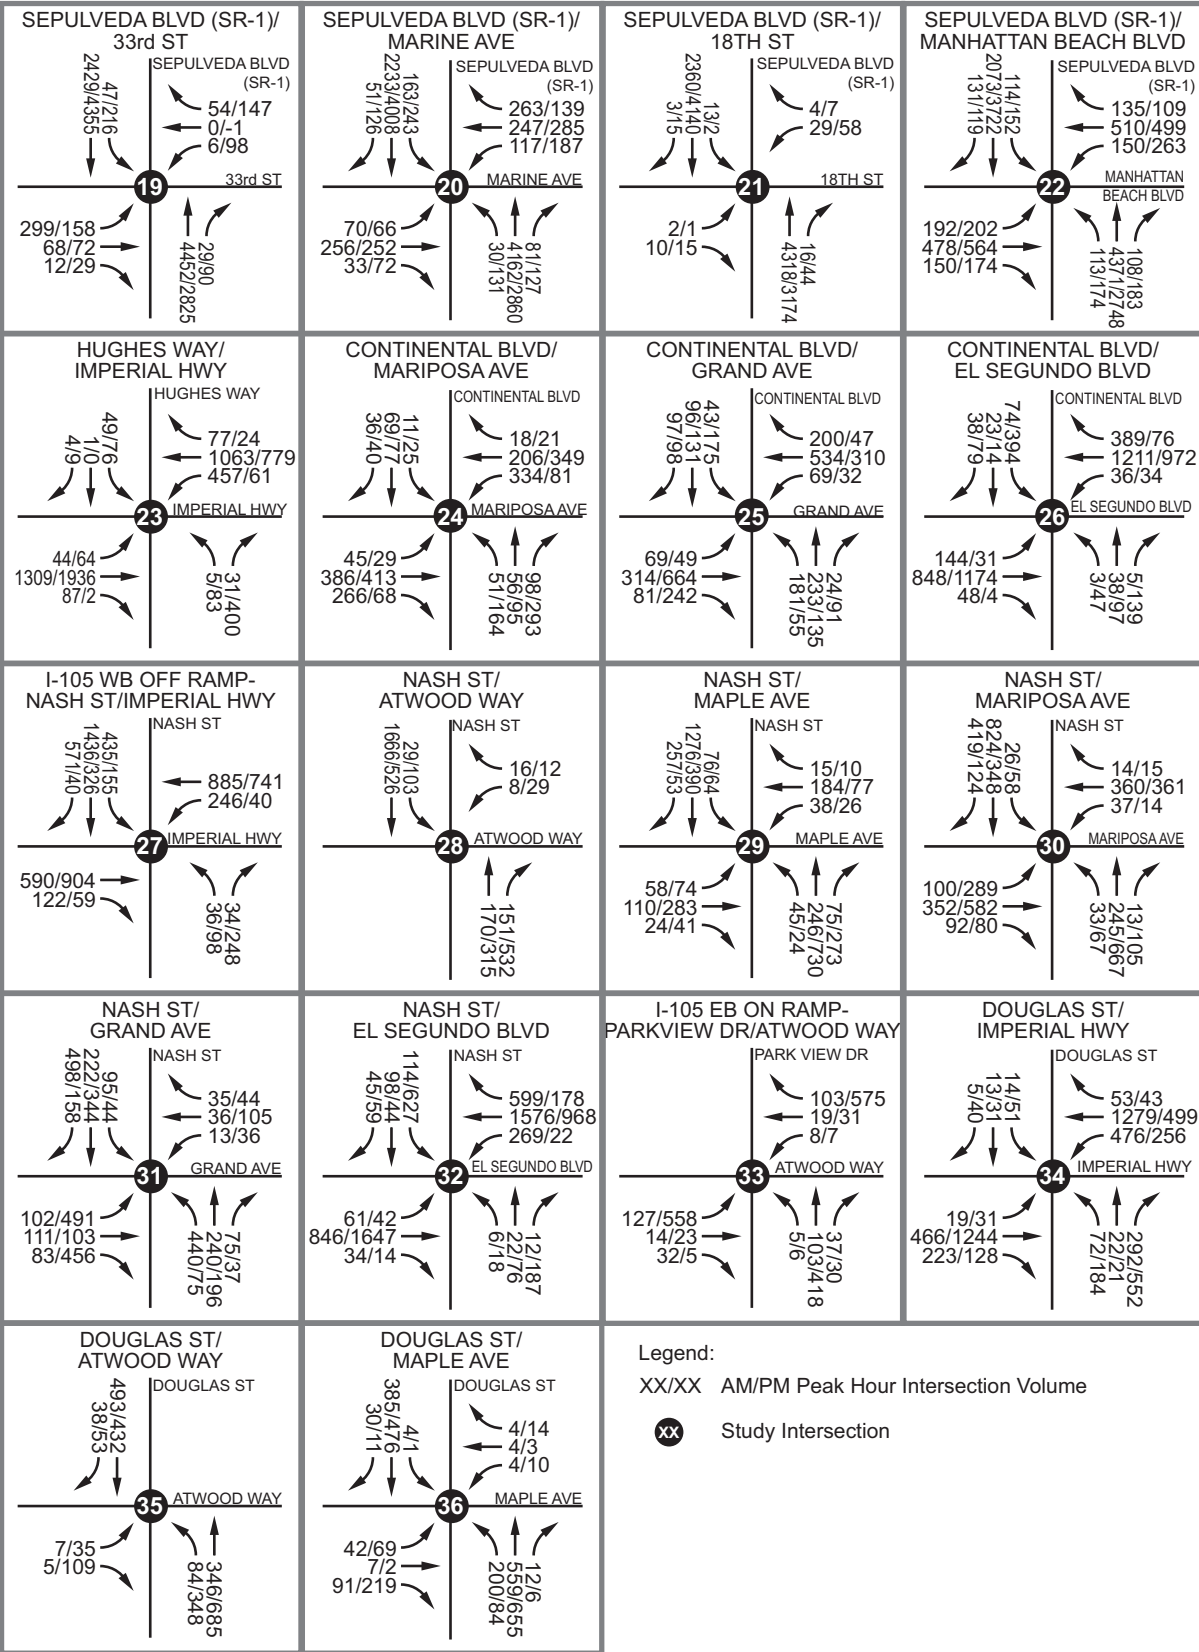 SEPULVEDA BLVD (SR-1)/
33rd ST
SEPULVEDA BLVD
(SR-1)
2429/4355
47/216
54/147
0/-1
6/98
19
33rd ST
299/158
68/72
12/29
4452/2825
29/90
SEPULVEDA BLVD (SR-1)/
MARINE AVE
SEPULVEDA BLVD
(SR-1)
51/126
2233/4008
163/243
263/139
247/285
117/187
20
MARINE AVE
70/66
256/252
33/72
30/131
4162/2860
81/127
SEPULVEDA BLVD (SR-1)/
18TH ST
SEPULVEDA BLVD
(SR-1)
3/15
2360/4140
13/2
4/7
29/58
21
18TH ST
2/1
10/15
4318/3174
16/44
SEPULVEDA BLVD (SR-1)/
MANHATTAN BEACH BLVD
SEPULVEDA BLVD
(SR-1)
131/119
2073/3722
114/152
135/109
510/499
150/263
22
MANHATTAN
BEACH BLVD
192/202
478/564
150/174
113/174
4371/2748
108/183
HUGHES WAY/
IMPERIAL HWY
HUGHES WAY
4/9
1/0
49/76
77/24
1063/779
457/61
23
IMPERIAL HWY
44/64
1309/1936
87/2
5/83
31/400
CONTINENTAL BLVD/
MARIPOSA AVE
CONTINENTAL BLVD
36/40
69/77
11/25
18/21
206/349
334/81
24
MARIPOSA AVE
45/29
386/413
266/68
51/164
56/95
98/293
CONTINENTAL BLVD/
GRAND AVE
CONTINENTAL BLVD
97/98
96/131
43/175
200/47
534/310
69/32
25
GRAND AVE
69/49
314/664
81/242
181/55
233/135
24/91
CONTINENTAL BLVD/
EL SEGUNDO BLVD
CONTINENTAL BLVD
38/79
23/14
74/394
389/76
1211/972
36/34
26
EL SEGUNDO BLVD
144/31
848/1174
48/4
3/47
38/97
5/139
I-105 WB OFF RAMP-
NASH ST/IMPERIAL HWY
NASH ST
571/40
1436/326
435/155
885/741
246/40
27
IMPERIAL HWY
590/904
122/59
36/98
34/248
NASH ST/
ATWOOD WAY
NASH ST
1666/526
29/103
16/12
8/29
28
ATWOOD WAY
170/315
151/532
NASH ST/
MAPLE AVE
NASH ST
257/53
1276/390
76/64
15/10
184/77
38/26
29
MAPLE AVE
58/74
110/283
24/41
45/24
246/730
75/273
NASH ST/
MARIPOSA AVE
NASH ST
419/124
824/348
26/58
14/15
360/361
37/14
30
MARIPOSA AVE
100/289
352/582
92/80
33/67
245/667
13/105
NASH ST/
GRAND AVE
NASH ST
498/158
222/344
95/44
35/44
36/105
13/36
31
GRAND AVE
102/491
111/103
83/456
440/75
240/196
75/37
NASH ST/
EL SEGUNDO BLVD
NASH ST
45/59
98/44
114/627
599/178
1576/968
269/22
32
EL SEGUNDO BLVD
61/42
846/1647
34/14
6/18
22/76
12/187
I-105 EB ON RAMP-
PARKVIEW DR/ATWOOD WAY
PARK VIEW DR
103/575
19/31
8/7
33
ATWOOD WAY
127/558
14/23
32/5
5/6
103/418
37/30
DOUGLAS ST/
IMPERIAL HWY
DOUGLAS ST
5/40
13/31
14/51
53/43
1279/499
476/256
34
IMPERIAL HWY
19/31
466/1244
223/128
72/184
22/21
292/552
DOUGLAS ST/
ATWOOD WAY
DOUGLAS ST
38/53
493/432
35
ATWOOD WAY
7/35
5/109
84/348
346/685
DOUGLAS ST/
MAPLE AVE
DOUGLAS ST
30/11
385/476
4/1
4/14
4/3
4/10
36
MAPLE AVE
42/69
7/2
91/219
200/84
559/655
12/6
Legend:
XX/XX AM/PM Peak Hour Intersection Volume
XX Study Intersection